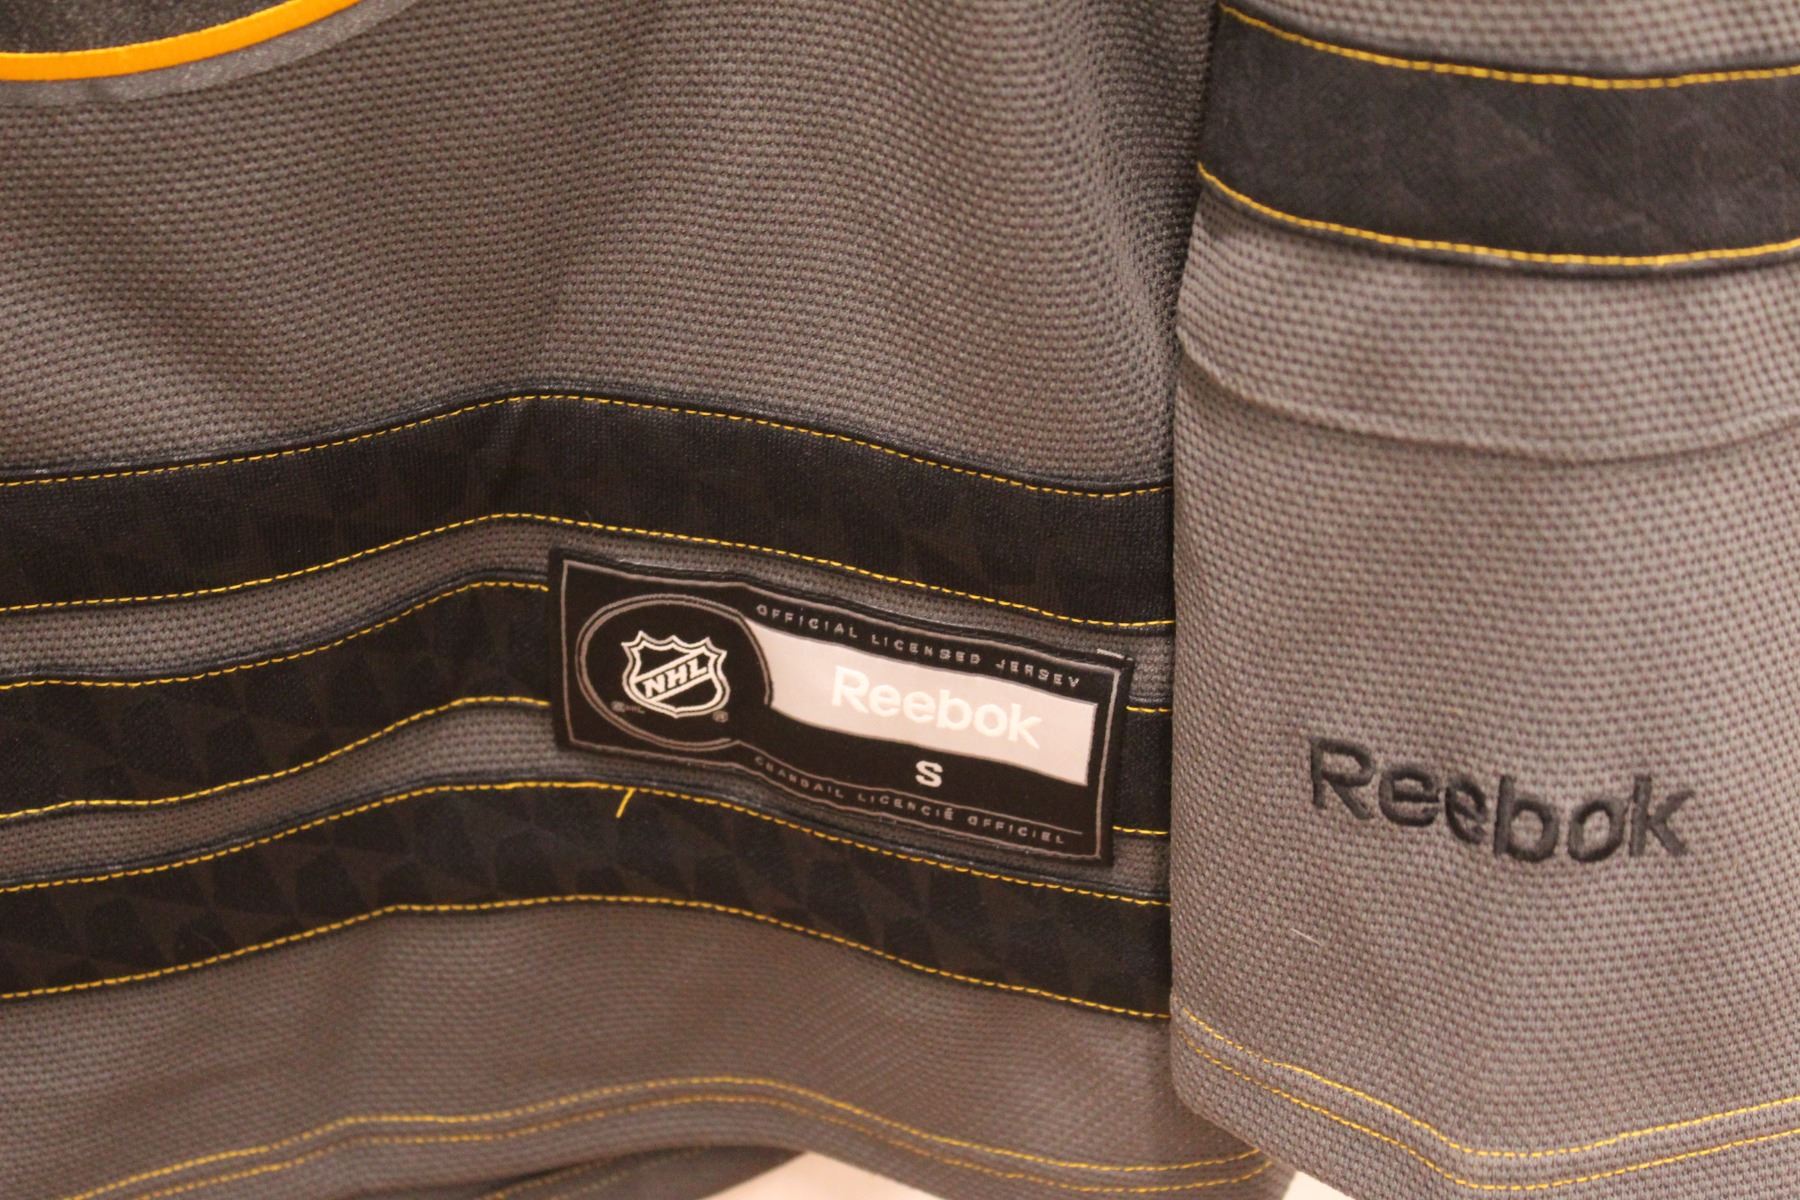 OFFICIAL LICENSED JERSEY
NHL
Reebok
S
CHANDAIL LICENCIÉ OFFICIEL
Reebok